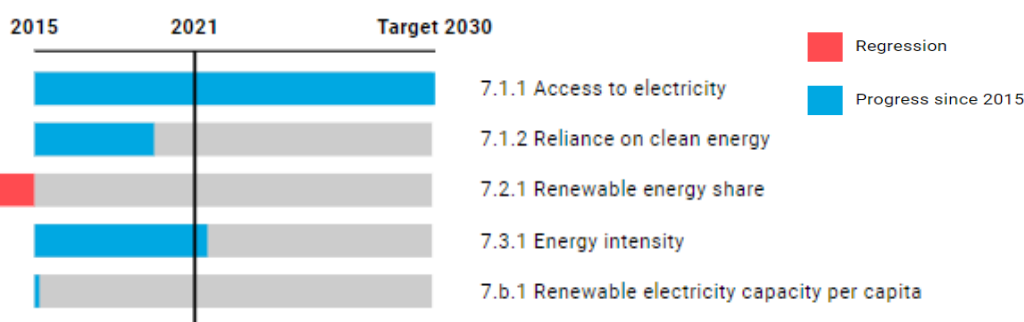 2015 2021 Target 2030
Regression
Progress since 2015
7.1.1 Access to electricity
7.1.2 Reliance on clean energy
7.2.1 Renewable energy share
7.3.1 Energy intensity
7.b.1 Renewable electricity capacity per capita